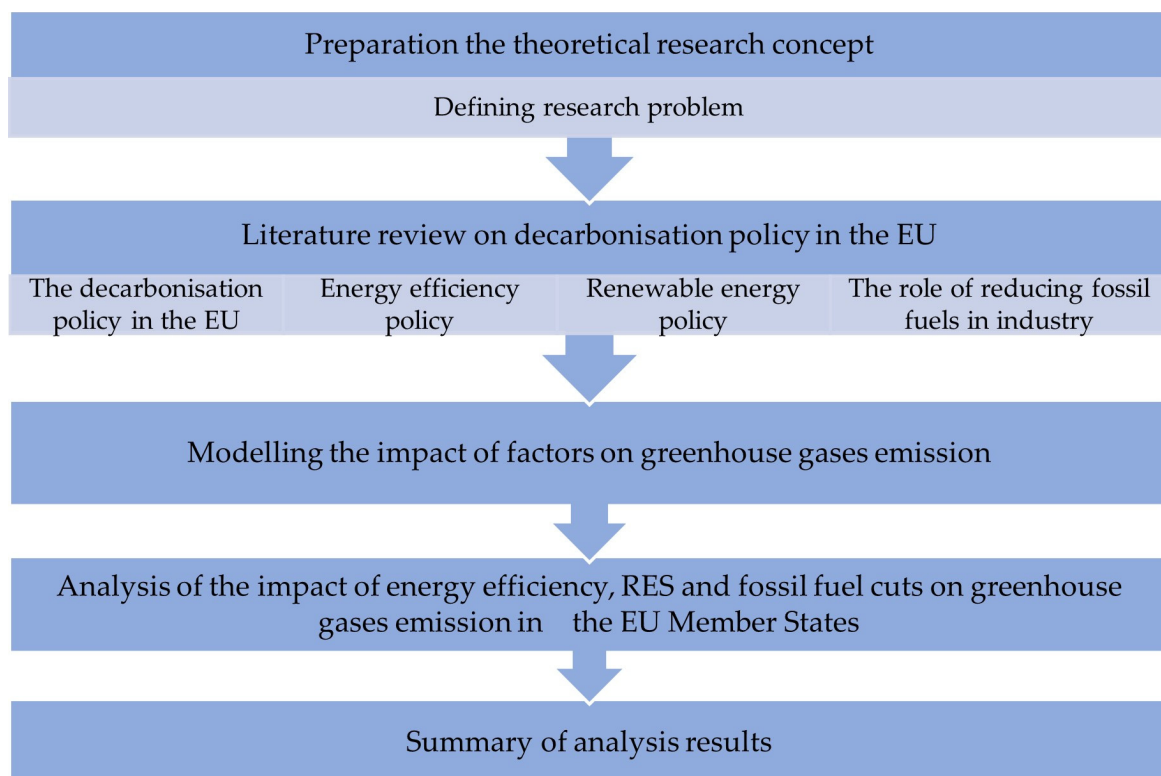 Preparation the theoretical research concept
Defining research problem
Literature review on decarbonisation policy in the EU
The decarbonisation
policy in the EU
Energy efficiency
policy
Renewable energy
policy
The role of reducing fossil
fuels in industry
Modelling the impact of factors on greenhouse gases emission
Analysis of the impact of energy efficiency, RES and fossil fuel cuts on greenhouse
gases emission in    the EU Member States
Summary of analysis results